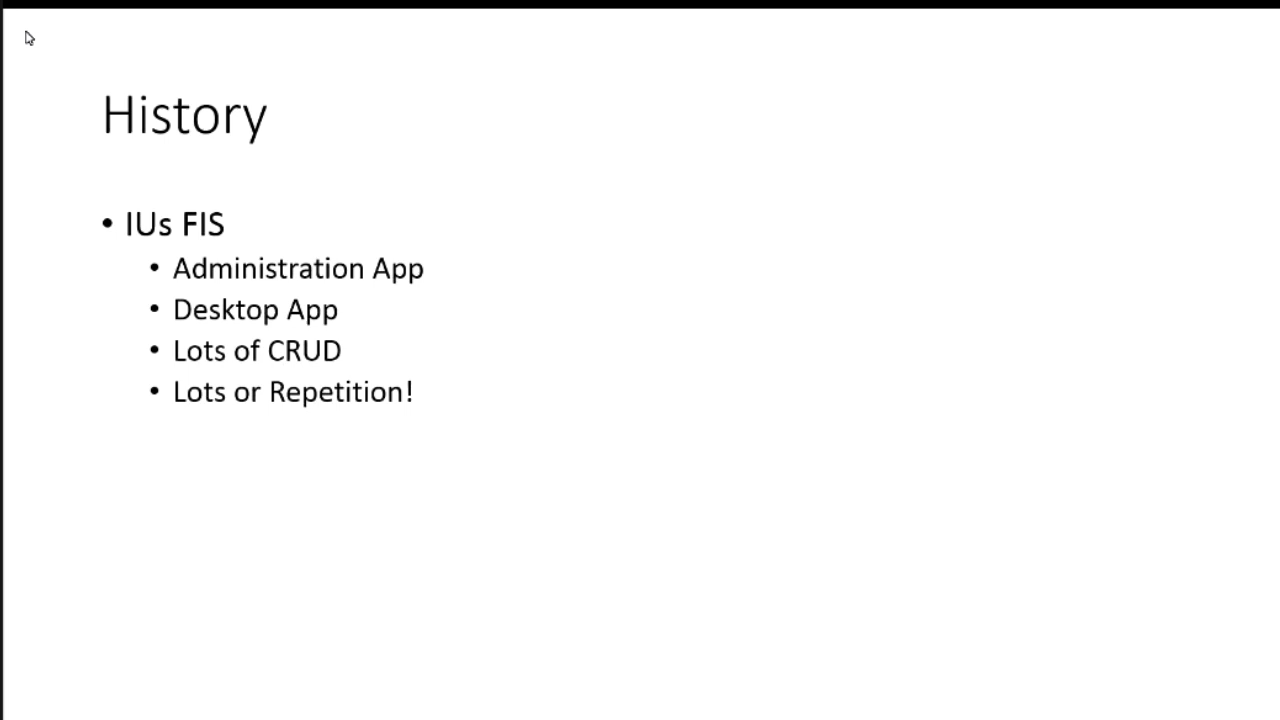 History
• IUs FIS
• Administration App
• Desktop App
• Lots of CRUD
• Lots or Repetition!